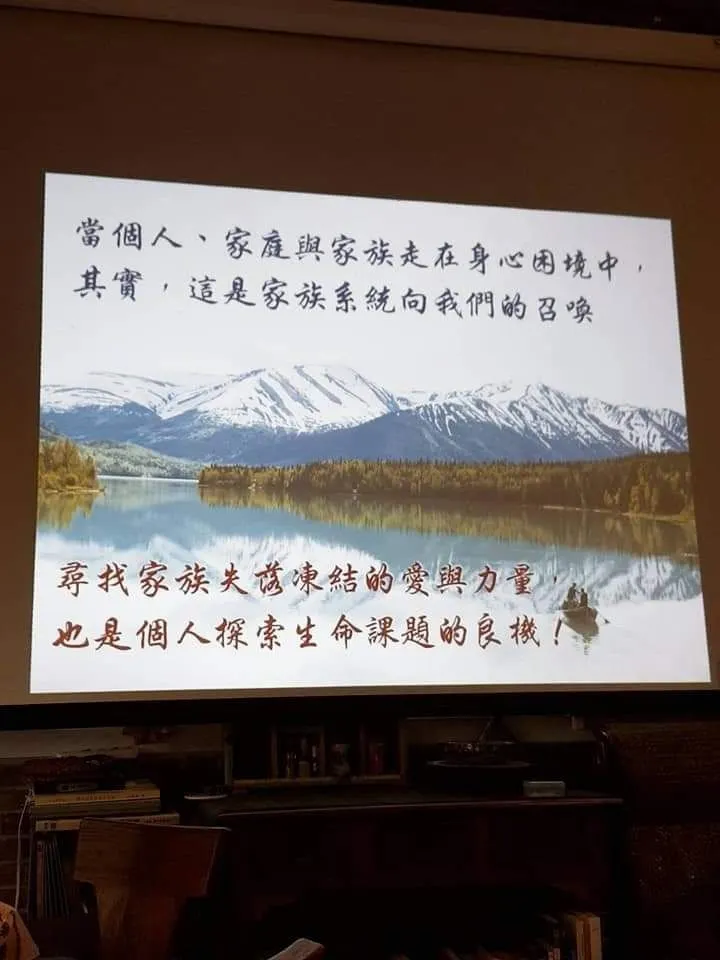 當個人、家庭與家族走在身心困境中，
其實，這是家族系統向我們的召喚
尋找家族失落凍結的愛與力量，
也是個人探索生命課題的良機！